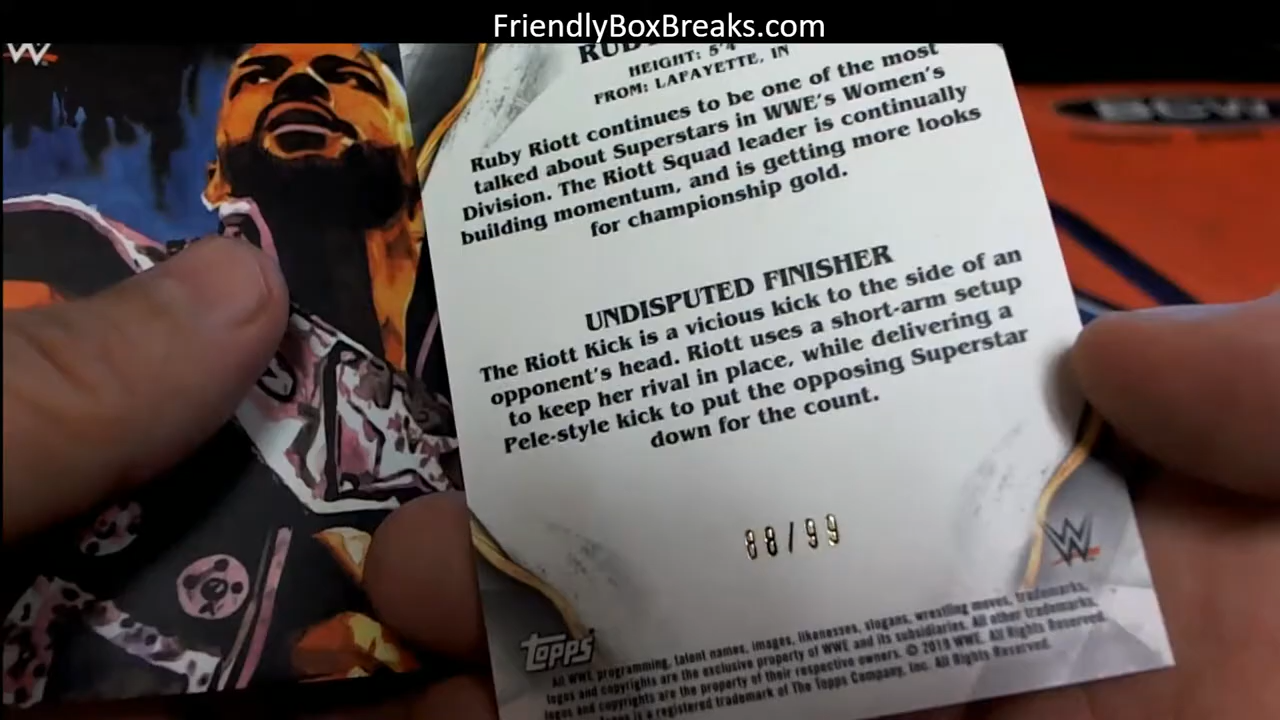 FriendlyBoxBreaks.com
W
HEIGHT: 5'4
FROM: LAFAYETTE, IN
Ruby Riott continues to be one of the most
talked about Superstars in WWE's Women's
Division. The Riott Squad leader is continually
building momentum, and is getting more looks
for championship gold.
UNDISPUTED FINISHER
The Riott Kick is a vicious kick to the side of an
opponent's head. Riott uses a short-arm setup
to keep her rival in place, while delivering a
Pele-style kick to put the opposing Superstar
down for the count.
88/99
W
Topps
All WWE programming, talent names, images, likenesses, slogans, wrestling moves, trademarks,
logos and copyrights are the exclusive property of WWE and its subsidiaries. All other trademarks,
logos and copyrights are the property of their respective owners. © 2019 WWE. All Rights Reserved.
is a registered trademark of The Topps Company, Inc. All Rights Reserved.